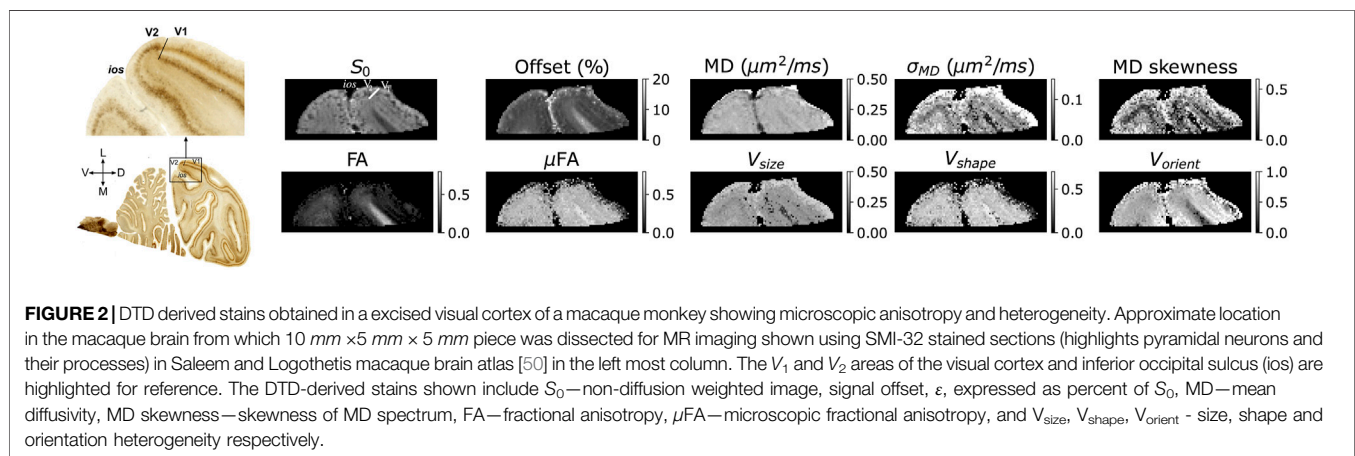 V2 V1
ios
L
V D
M
V2 V1
ios
S₀
ios V₂ V₁
Offset (%)
20
10
0
MD (μm²/ms)
0.50
0.25
0.00
σ_MD (μm²/ms)
0.1
0.0
MD skewness
0.5
0.0
FA
0.5
0.0
μFA
0.5
0.0
V_size
0.50
0.25
0.00
V_shape
0.5
0.0
V_orient
1.0
0.5
0.0
FIGURE 2 | DTD derived stains obtained in a excised visual cortex of a macaque monkey showing microscopic anisotropy and heterogeneity. Approximate location
in the macaque brain from which 10 mm ×5 mm × 5 mm piece was dissected for MR imaging shown using SMI-32 stained sections (highlights pyramidal neurons and
their processes) in Saleem and Logothetis macaque brain atlas [50] in the left most column. The V₁ and V₂ areas of the visual cortex and inferior occipital sulcus (ios) are
highlighted for reference. The DTD-derived stains shown include S₀—non-diffusion weighted image, signal offset, ε, expressed as percent of S₀, MD—mean
diffusivity, MD skewness—skewness of MD spectrum, FA—fractional anisotropy, μFA—microscopic fractional anisotropy, and V_size, V_shape, V_orient - size, shape and
orientation heterogeneity respectively.